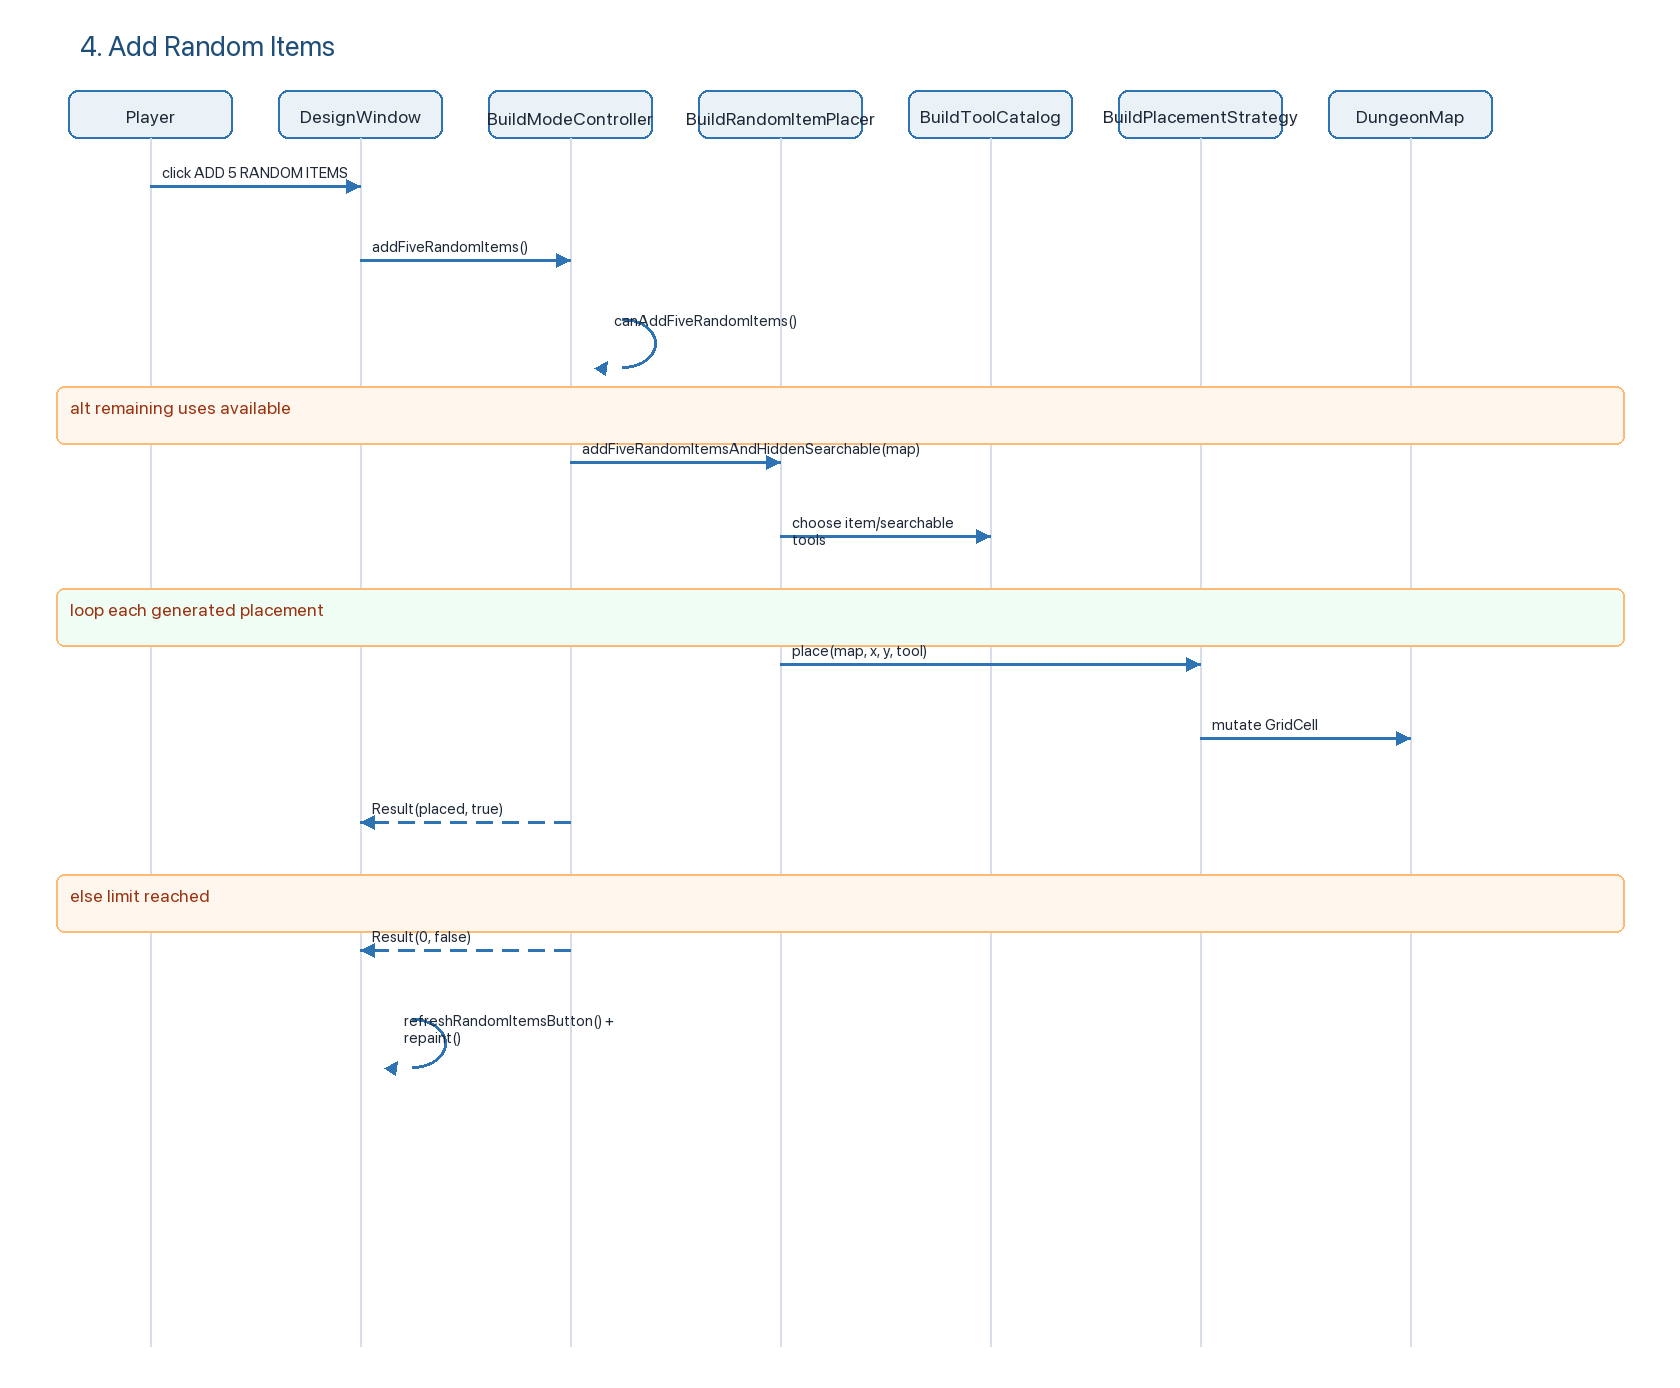 4. Add Random Items
Player
DesignWindow
BuildModeController
BuildRandomItemPlacer
BuildToolCatalog
BuildPlacementStrategy
DungeonMap
click ADD 5 RANDOM ITEMS
addFiveRandomItems()
canAddFiveRandomItems()
alt remaining uses available
addFiveRandomItemsAndHiddenSearchable(map)
choose item/searchable
tools
loop each generated placement
place(map, x, y, tool)
mutate GridCell
Result(placed, true)
else limit reached
Result(0, false)
refreshRandomItemsButton() +
repaint()